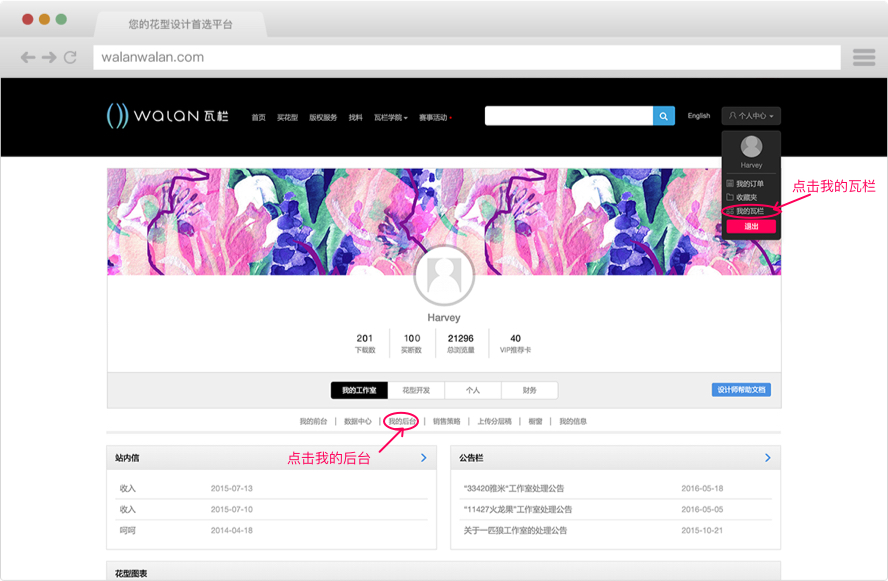 您的花型设计首选平台
walanwalan.com
WALAN 瓦栏
首页 买花型 版权服务 找料 瓦栏学院 赛事活动
English 个人中心
Harvey
我的订单
收藏夹
我的瓦栏
退出
点击我的瓦栏
Harvey
201 100 21296 40
下载数 买断数 总浏览量 VIP推荐卡
我的工作室 花型开发 个人 财务
设计师帮助文档
我的前台 | 数据中心 | 我的后台 | 销售策略 | 上传分层稿 | 橱窗 | 我的信息
点击我的后台
站内信
收入 2015-07-13
收入 2015-07-10
呵呵 2014-04-18
公告栏
"33420雅米"工作室处理公告 2016-05-18
"11427火龙果"工作室处理公告 2016-05-05
关于一匹狼工作室的处理公告 2015-10-21
花型图表